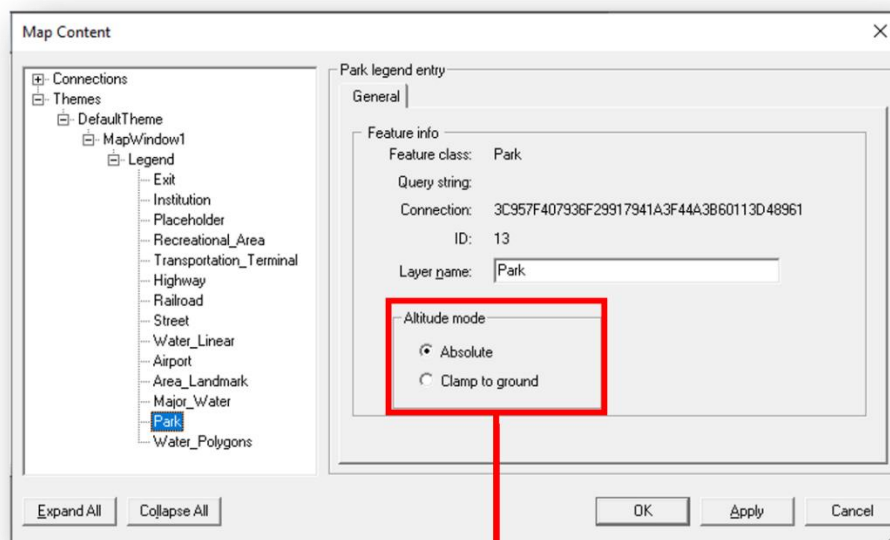 Map Content
Connections
Themes
DefaultTheme
MapWindow1
Legend
Exit
Institution
Placeholder
Recreational_Area
Transportation_Terminal
Highway
Railroad
Street
Water_Linear
Airport
Area_Landmark
Major_Water
Park
Water_Polygons
Park legend entry
General
Feature info
Feature class: Park
Query string:
Connection: 3C957F407936F29917941A3F44A3B60113D48961
ID: 13
Layer name: Park
Altitude mode
Absolute
Clamp to ground
Expand All Collapse All OK Apply Cancel